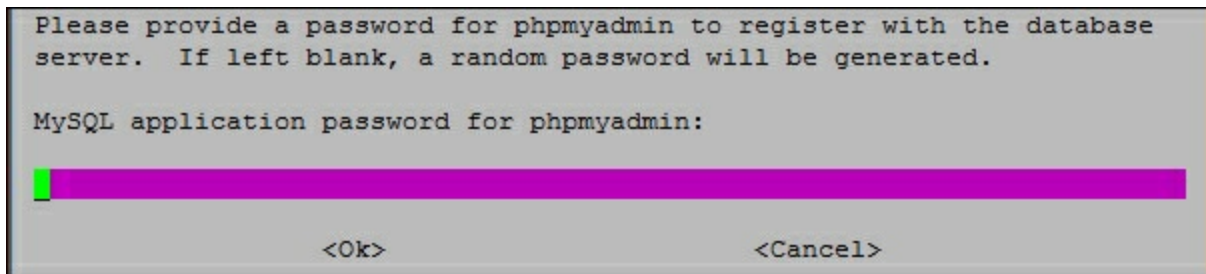 Please provide a password for phpmyadmin to register with the database
server.  If left blank, a random password will be generated.
MySQL application password for phpmyadmin:
<Ok> <Cancel>